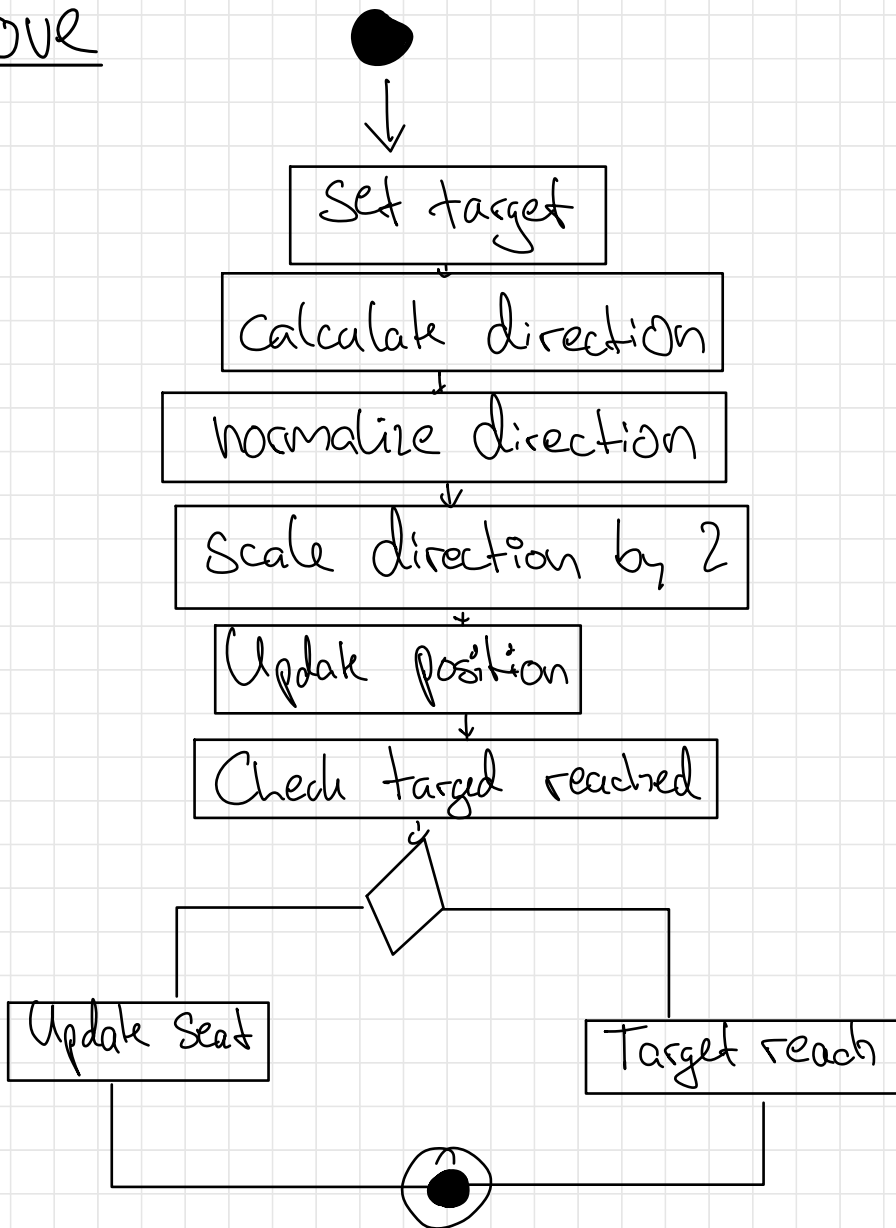 ove
Set target
Calculate direction
normalize direction
Scale direction by 2
Update position
Check targed reached
Update Seat
Target reach